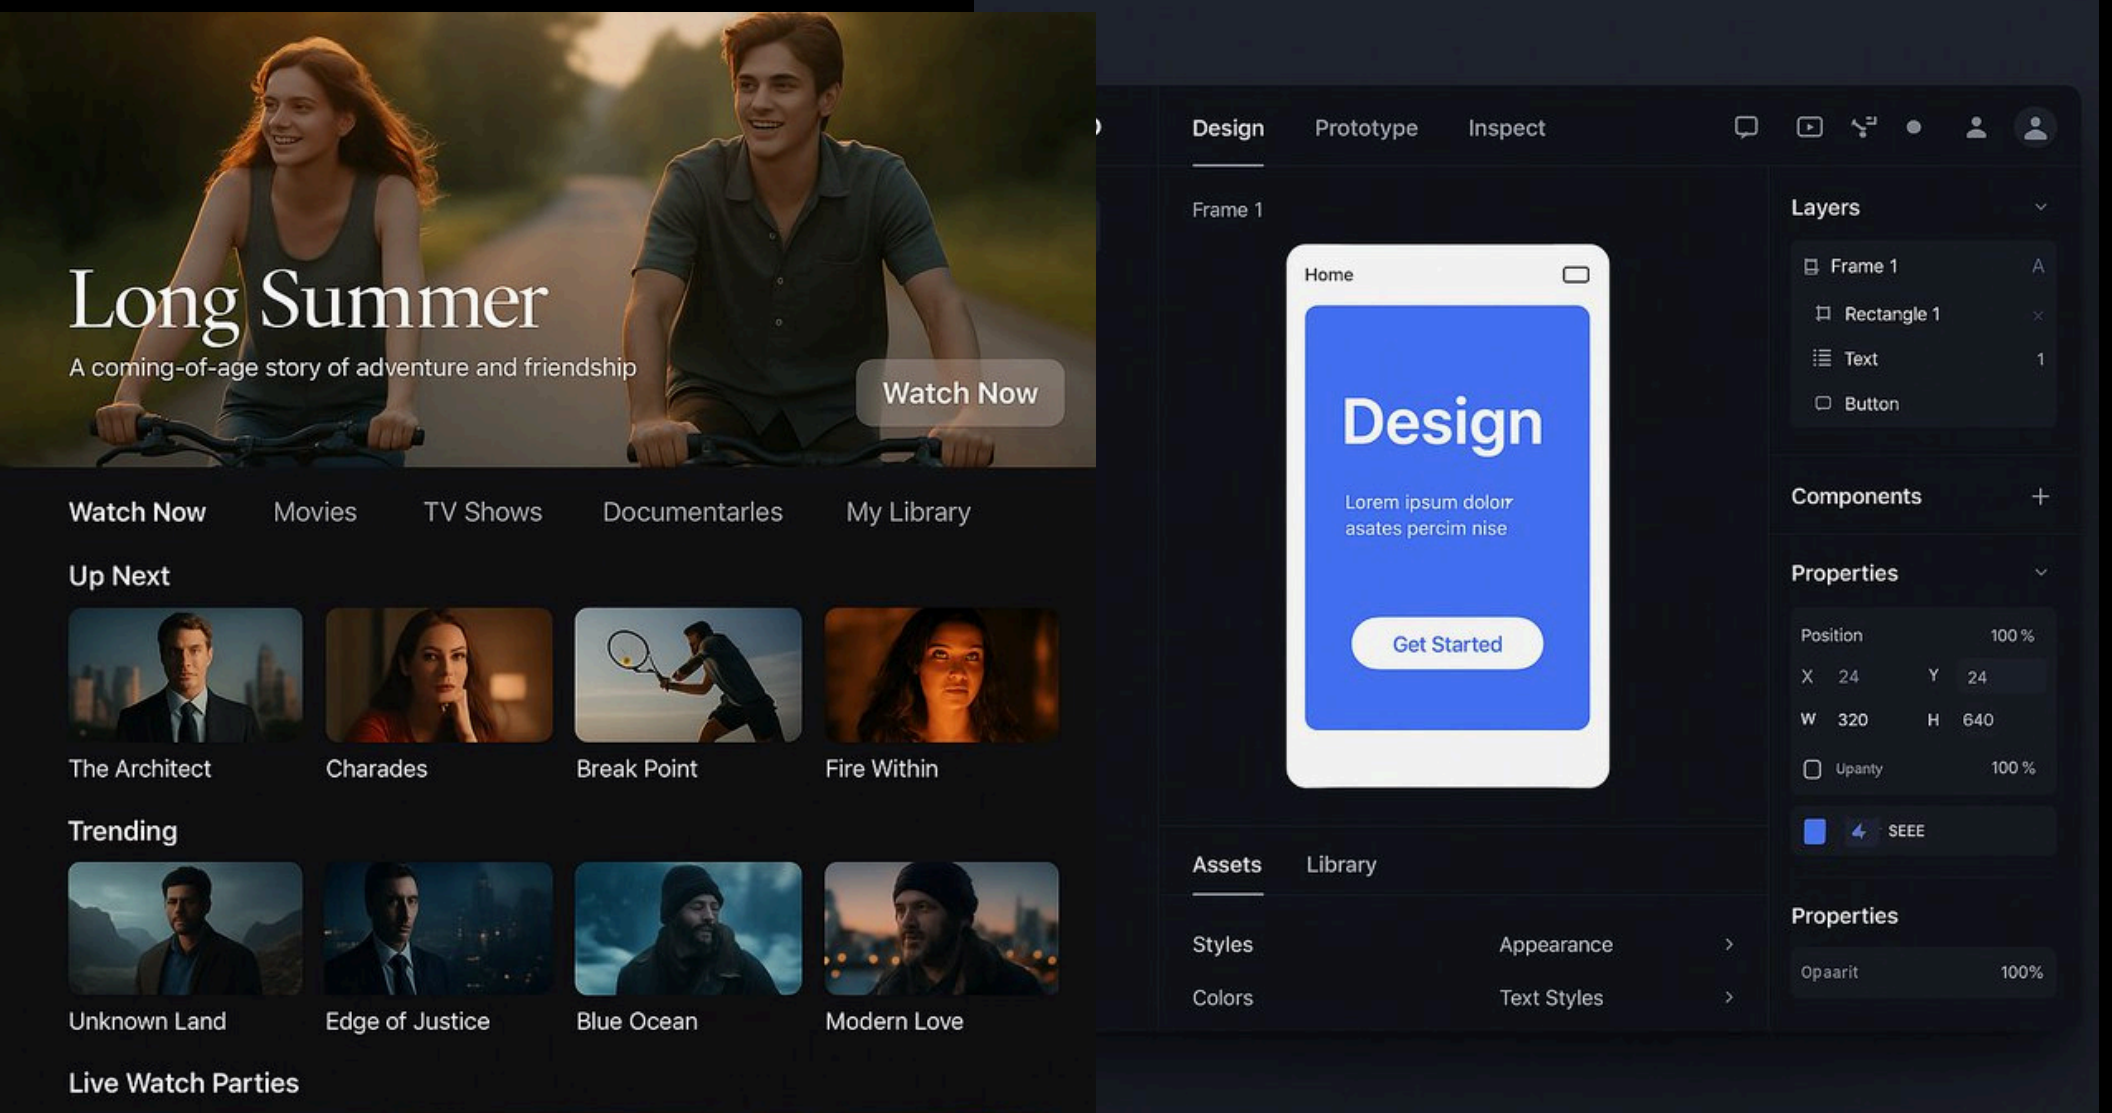 Long Summer
A coming-of-age story of adventure and friendship
Watch Now
Watch Now Movies TV Shows Documentarles My Library
Up Next
The Architect Charades Break Point Fire Within
Trending
Unknown Land Edge of Justice Blue Ocean Modern Love
Live Watch Parties
Design Prototype Inspect
Frame 1
Home
Design
Lorem ipsum dolorr
asates percim nise
Get Started
Assets Library
Styles Appearance
Colors Text Styles
Layers
Frame 1 A
Rectangle 1
Text 1
Button
Components
Properties
Position 100 %
X 24 Y 24
W 320 H 640
Upanty 100 %
SEEE
Properties
Opaarit 100%